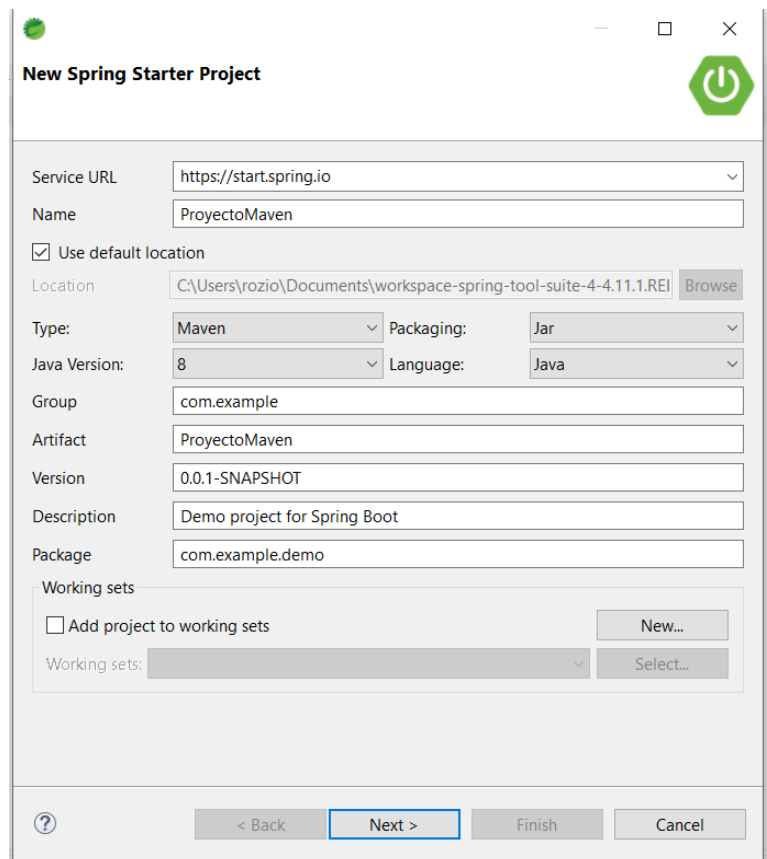 New Spring Starter Project
Service URL https://start.spring.io
Name ProyectoMaven
Use default location
Location C:\Users\rozio\Documents\workspace-spring-tool-suite-4-4.11.1.REI Browse
Type: Maven Packaging: Jar
Java Version: 8 Language: Java
Group com.example
Artifact ProyectoMaven
Version 0.0.1-SNAPSHOT
Description Demo project for Spring Boot
Package com.example.demo
Working sets
Add project to working sets New...
Working sets: Select...
? < Back Next > Finish Cancel